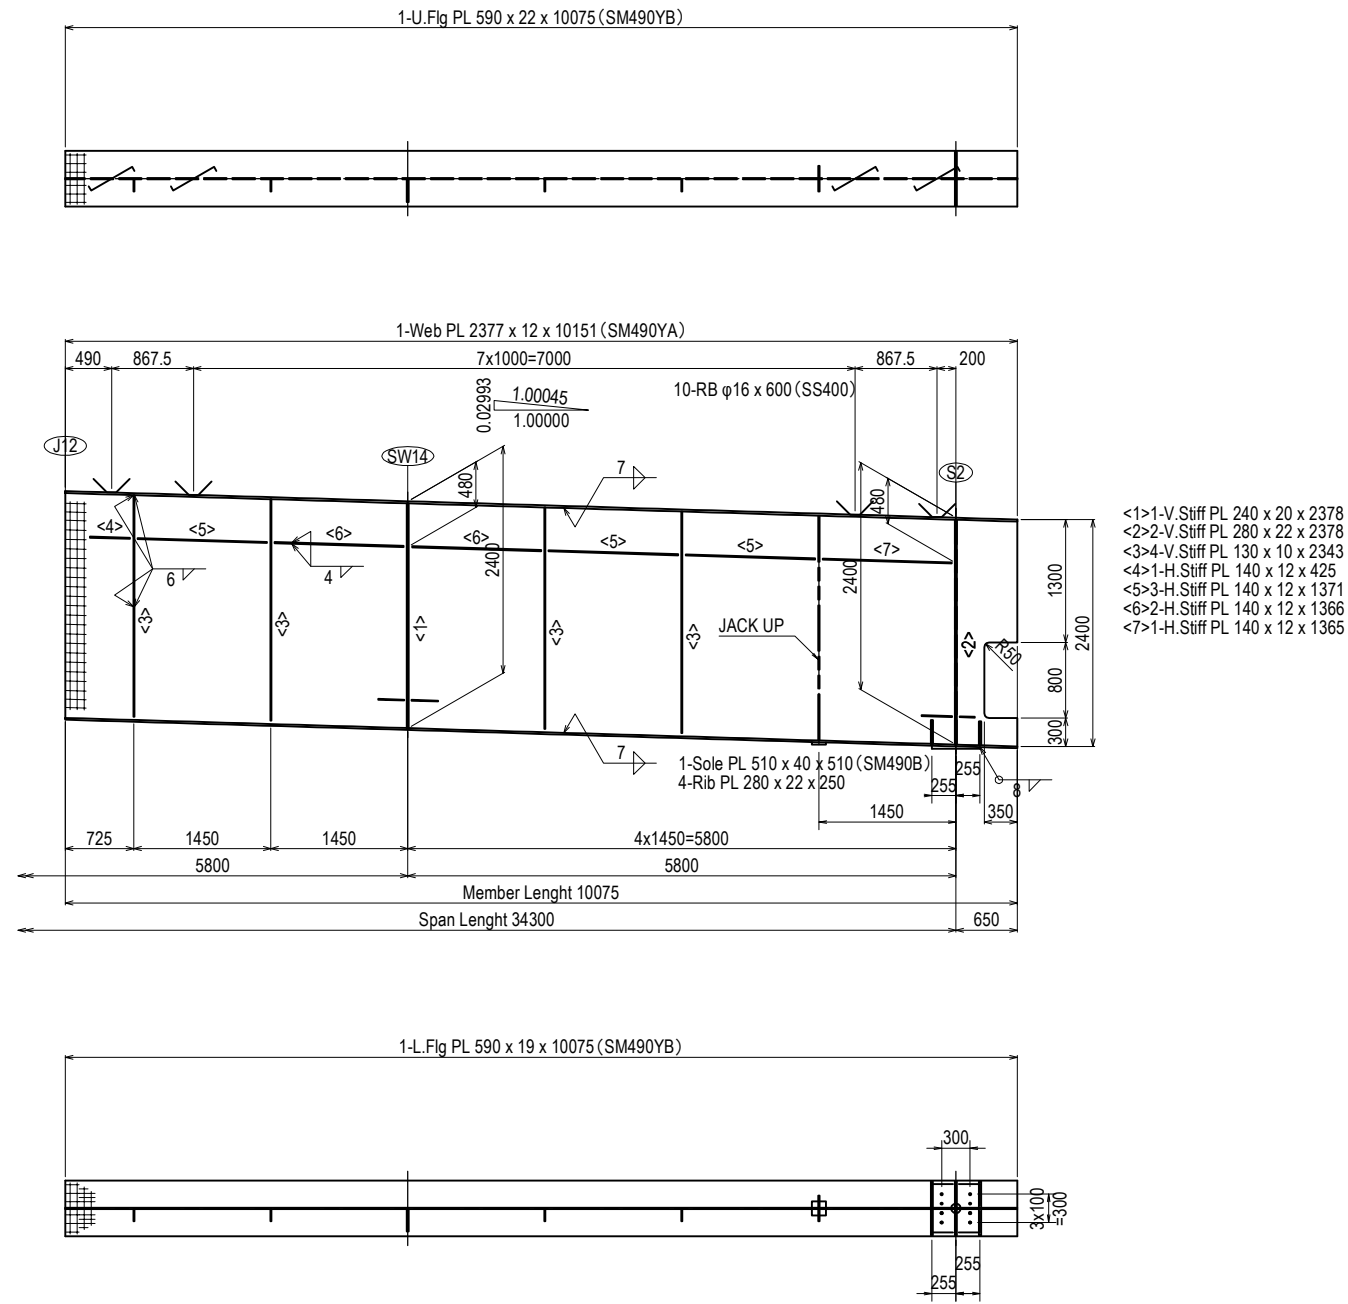 1-U.Flg PL 590 x 22 x 10075(SM490YB)
1-Web PL 2377 x 12 x 10151(SM490YA)
490
867.5
7x1000=7000
867.5
200
10-RB φ16 x 600(SS400)
0.02993
1.00045
1.00000
J12
SW14
S2
7
480
480
<4>
<5>
<6>
<6>
<5>
<5>
<7>
2400
2400
6
4
<3>
<3>
<1>
<3>
<3>
<2>
JACK UP
R50
1300
800
300
2400
<1>1-V.Stiff PL 240 x 20 x 2378
<2>2-V.Stiff PL 280 x 22 x 2378
<3>4-V.Stiff PL 130 x 10 x 2343
<4>1-H.Stiff PL 140 x 12 x 425
<5>3-H.Stiff PL 140 x 12 x 1371
<6>2-H.Stiff PL 140 x 12 x 1366
<7>1-H.Stiff PL 140 x 12 x 1365
7
1-Sole PL 510 x 40 x 510(SM490B)
4-Rib PL 280 x 22 x 250
255
255
8
1450
350
725
1450
1450
4x1450=5800
5800
5800
Member Lenght 10075
Span Lenght 34300
650
1-L.Flg PL 590 x 19 x 10075(SM490YB)
300
3x100
=300
255
255